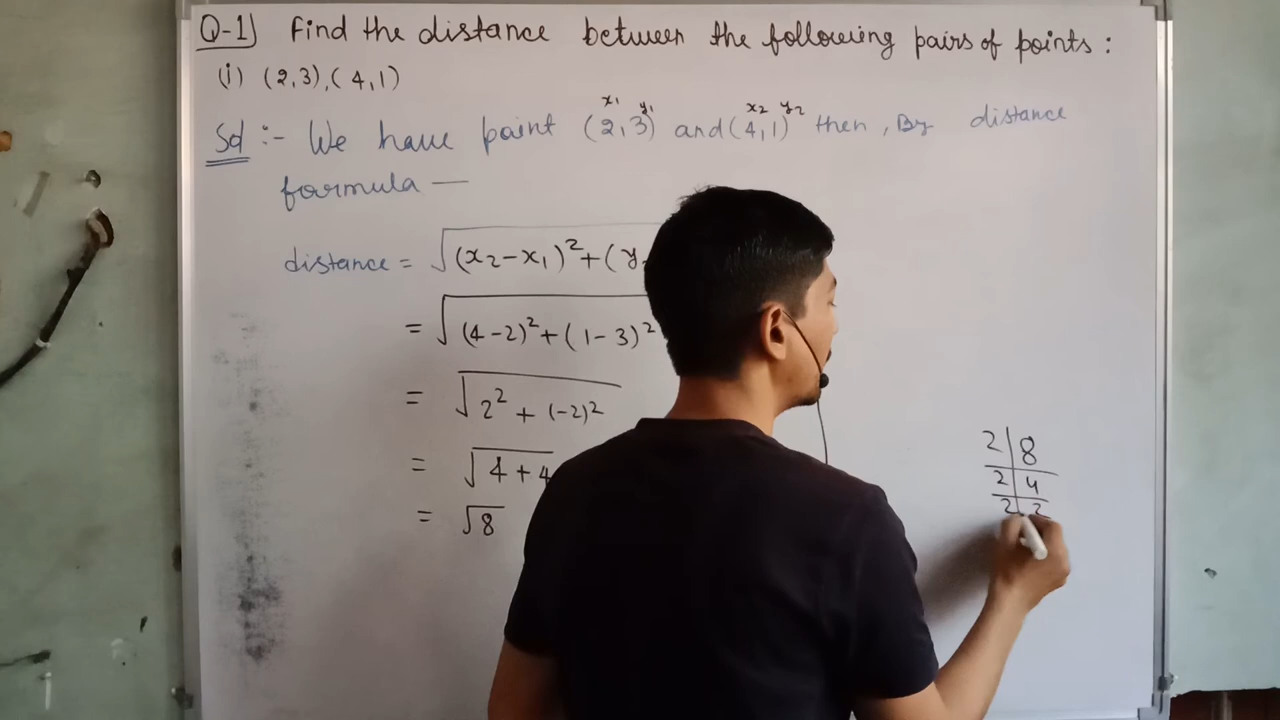 Q-1) Find the distance between the following pairs of points :
(i) (2,3),( 4,1)
x₁ y₁ x₂ y₂
Sol :- We have point (2,3) and (4,1) then , By distance
formula —
distance = √(x₂-x₁)²+(y
= √(4-2)²+(1-3)²
= √2²+(-2)²
= √4+4
= √8
2 | 8
2 | 4
2 | 2